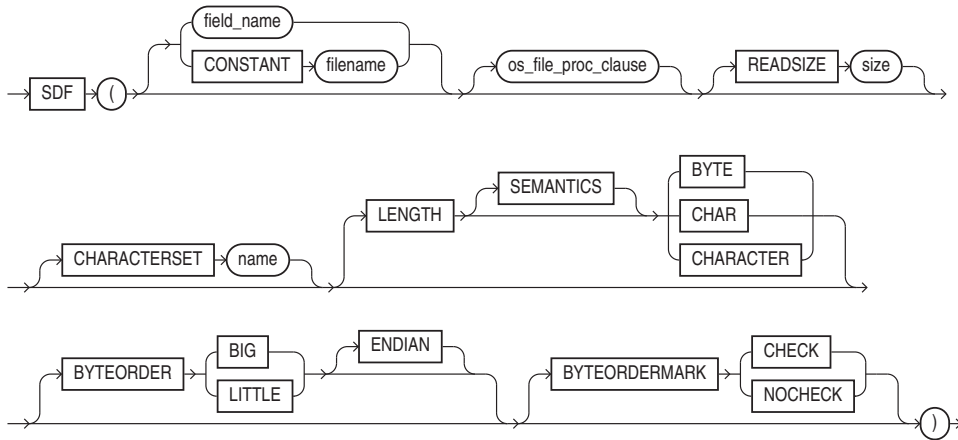 field_name
CONSTANT filename os_file_proc_clause READSIZE size
SDF (
SEMANTICS BYTE
LENGTH CHAR
CHARACTERSET name CHARACTER
BIG ENDIAN CHECK
BYTEORDER BYTEORDERMARK
LITTLE NOCHECK
)